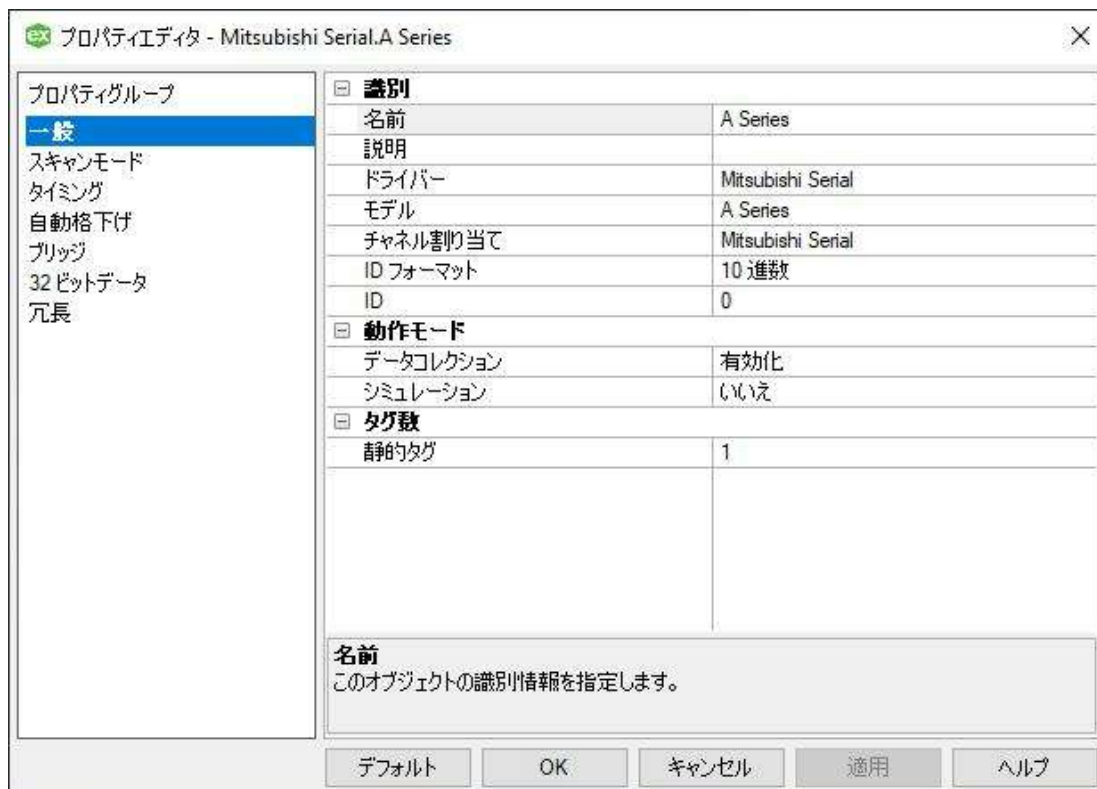 プロパティエディタ - Mitsubishi Serial.A Series
プロパティグループ
一般
スキャンモード
タイミング
自動格下げ
ブリッジ
32 ビットデータ
冗長
識別
名前 A Series
説明
ドライバー Mitsubishi Serial
モデル A Series
チャネル割り当て Mitsubishi Serial
ID フォーマット 10 進数
ID 0
動作モード
データコレクション 有効化
シミュレーション いいえ
タグ数
静的タグ 1
名前
このオブジェクトの識別情報を指定します。
デフォルト OK キャンセル 適用 ヘルプ